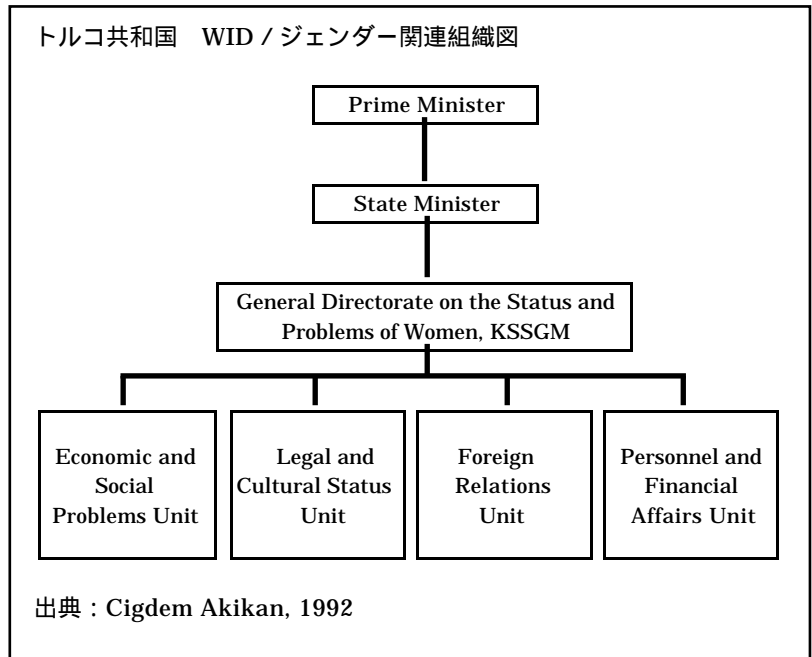 トルコ共和国　WID / ジェンダー関連組織図
Prime Minister
State Minister
General Directorate on the Status and
Problems of Women, KSSGM
Economic and
Social
Problems Unit
Legal and
Cultural Status
Unit
Foreign
Relations
Unit
Personnel and
Financial
Affairs Unit
出典：Cigdem Akikan, 1992